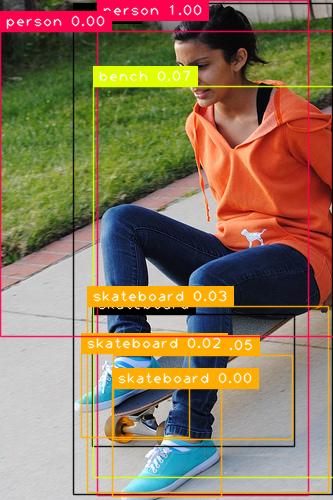 person 1.00
person 0.00
bench 0.07
skateboard 0.03
skateboard 0.02
.05
skateboard 0.00